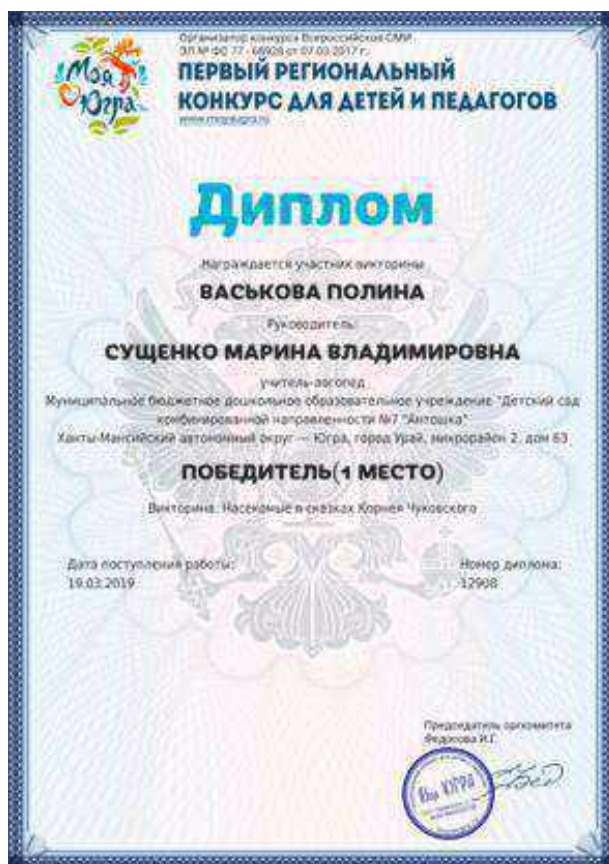 Моя Югра
Организатор конкурса Всероссийское СМИ
ЭЛ № ФС 77 - 68928 от 07.03.2017 г.
ПЕРВЫЙ РЕГИОНАЛЬНЫЙ
КОНКУРС ДЛЯ ДЕТЕЙ И ПЕДАГОГОВ
Диплом
Награждается участник викторины
ВАСЬКОВА ПОЛИНА
Руководитель:
СУЩЕНКО МАРИНА ВЛАДИМИРОВНА
учитель-логопед
Муниципальное бюджетное дошкольное образовательное учреждение "Детский сад
комбинированной направленности №7 "Антошка"
Ханты-Мансийский автономный округ — Югра, город Урай, микрорайон 2, дом 63
ПОБЕДИТЕЛЬ(1 МЕСТО)
Викторина: Насекомые в сказках Корнея Чуковского
Дата поступления работы:
19.03.2019
Номер диплома:
12908
Председатель оргкомитета
Федорова И.Г.
ЮГРА